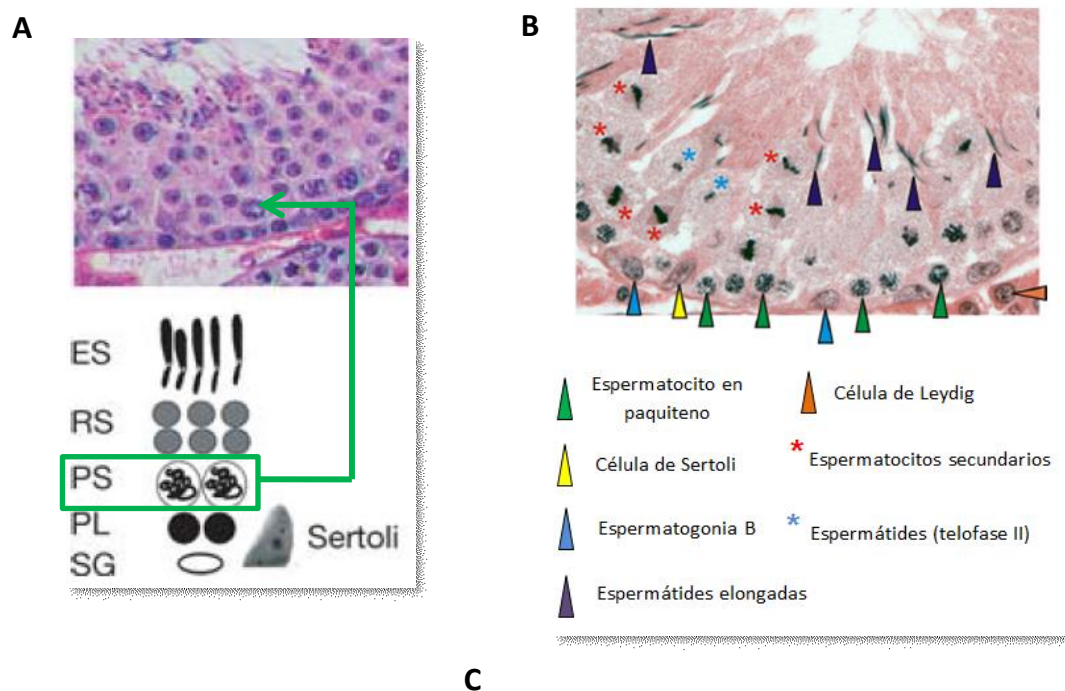 A
B
ES
RS
PS
PL
Sertoli
SG
Espermatocito en
paquiteno
Célula de Leydig
Célula de Sertoli
* Espermatocitos secundarios
Espermatogonia B
* Espermátides (telofase II)
Espermátides elongadas
C